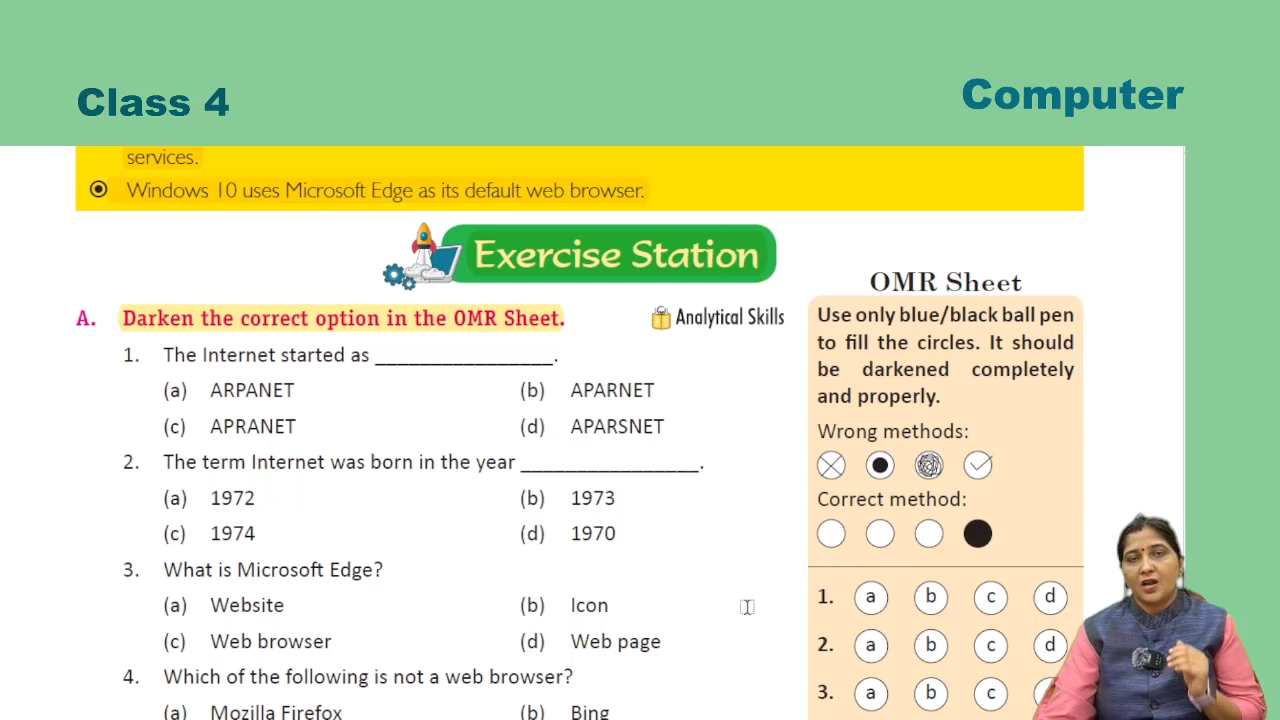 Class 4
Computer
services.
Windows 10 uses Microsoft Edge as its default web browser.
Exercise Station
A. Darken the correct option in the OMR Sheet.
Analytical Skills
1. The Internet started as ________________.
(a) ARPANET (b) APARNET
(c) APRANET (d) APARSNET
2. The term Internet was born in the year ________________.
(a) 1972 (b) 1973
(c) 1974 (d) 1970
3. What is Microsoft Edge?
(a) Website (b) Icon
(c) Web browser (d) Web page
4. Which of the following is not a web browser?
(a) Mozilla Firefox (b) Bing
OMR Sheet
Use only blue/black ball pen
to fill the circles. It should
be darkened completely
and properly.
Wrong methods:
Correct method:
1. a b c d
2. a b c d
3. a b c